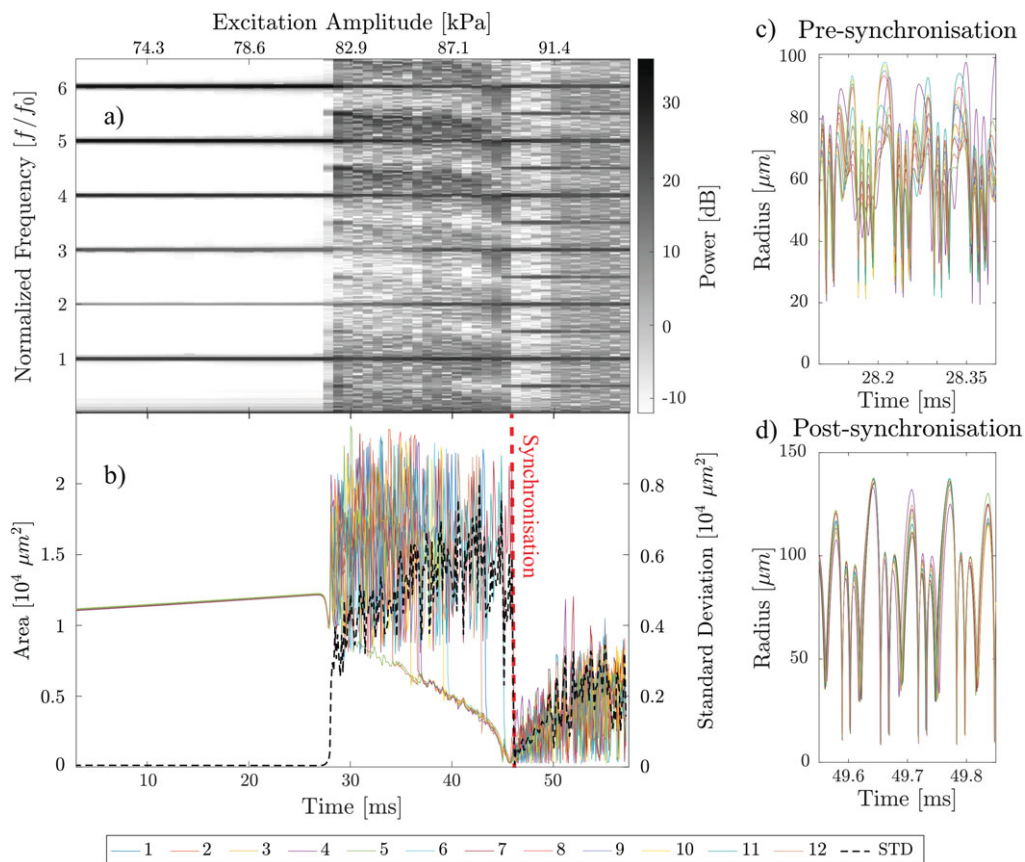 Excitation Amplitude [kPa]
74.3 78.6 82.9 87.1 91.4
a)
Normalized Frequency [f/f0]
6
5
4
3
2
1
Power [dB]
30
20
10
0
-10
b)
Area [10^4 μm^2]
2
1.5
1
0.5
0
Synchronisation
Standard Deviation [10^4 μm^2]
0.8
0.6
0.4
0.2
0
10 20 30 40 50
Time [ms]
c) Pre-synchronisation
Radius [μm]
100
80
60
40
20
0
28.2 28.35
Time [ms]
d) Post-synchronisation
Radius [μm]
150
100
50
0
49.6 49.7 49.8
Time [ms]
1 2 3 4 5 6 7 8 9 10 11 12 STD